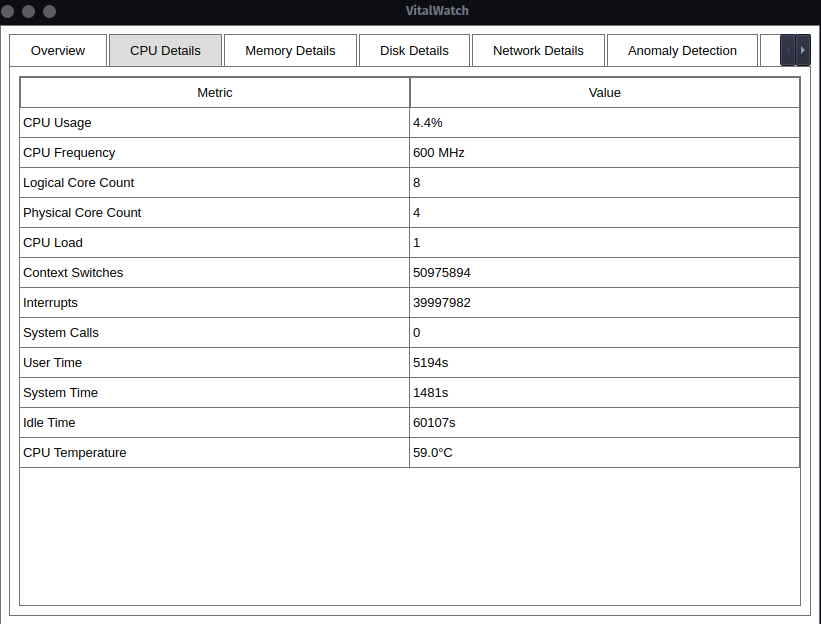 VitalWatch
Overview CPU Details Memory Details Disk Details Network Details Anomaly Detection
Metric Value
CPU Usage 4.4%
CPU Frequency 600 MHz
Logical Core Count 8
Physical Core Count 4
CPU Load 1
Context Switches 50975894
Interrupts 39997982
System Calls 0
User Time 5194s
System Time 1481s
Idle Time 60107s
CPU Temperature 59.0°C